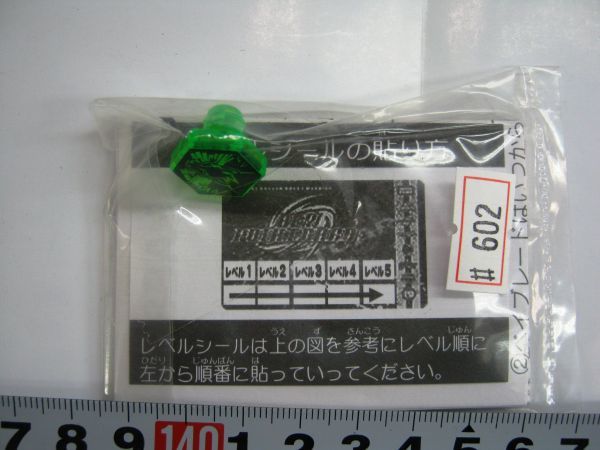 シールの貼り方
レベル1 レベル2 レベル3 レベル4 レベル5
レベルシールは上の図を参考にレベル順に
左から順番に貼っていってください。
# 602
②ベイブレードはいつから
7 8 9 140 1 2 3 4 5 6 7